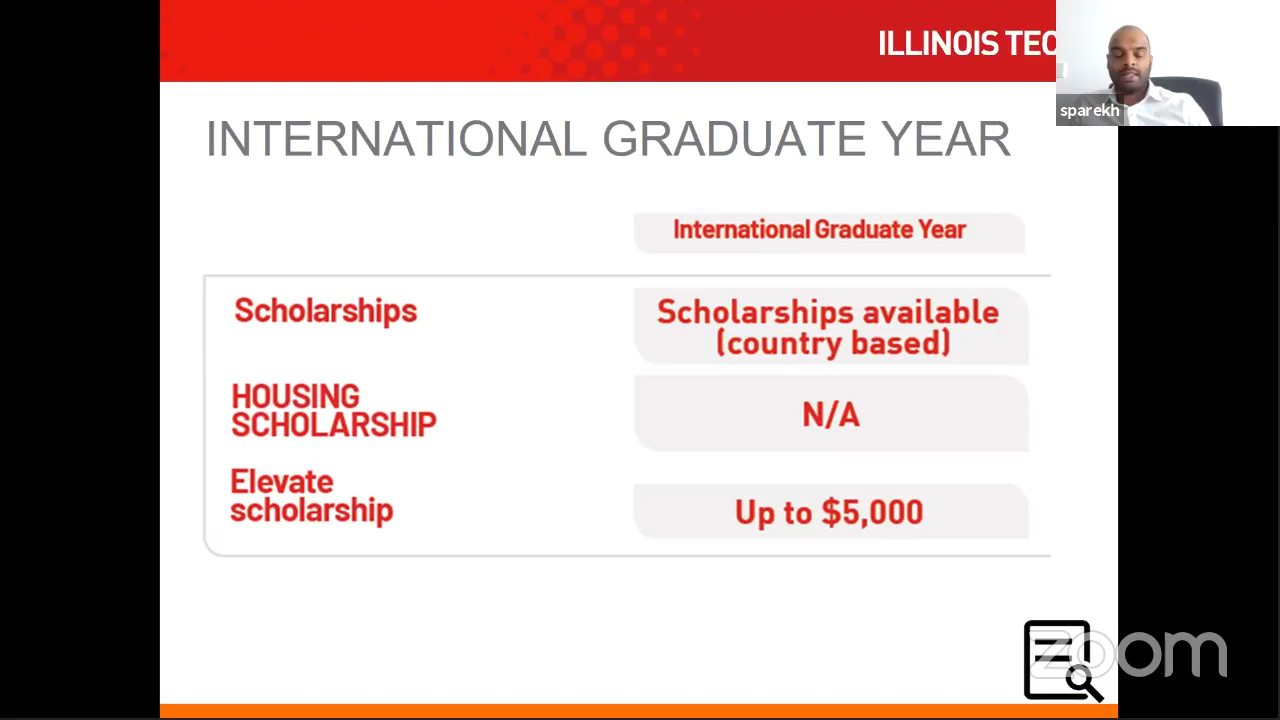 ILLINOIS TEC
sparekh
INTERNATIONAL GRADUATE YEAR
International Graduate Year
Scholarships
Scholarships available
(country based)
HOUSING
SCHOLARSHIP
N/A
Elevate
scholarship
Up to $5,000
zoom